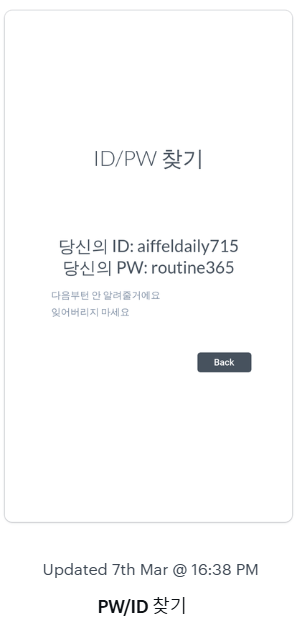 ID/PW 찾기
당신의 ID: aiffeldaily715
당신의 PW: routine365
다음부턴 안 알려줄거에요
잊어버리지 마세요
Back
Updated 7th Mar @ 16:38 PM
PW/ID 찾기